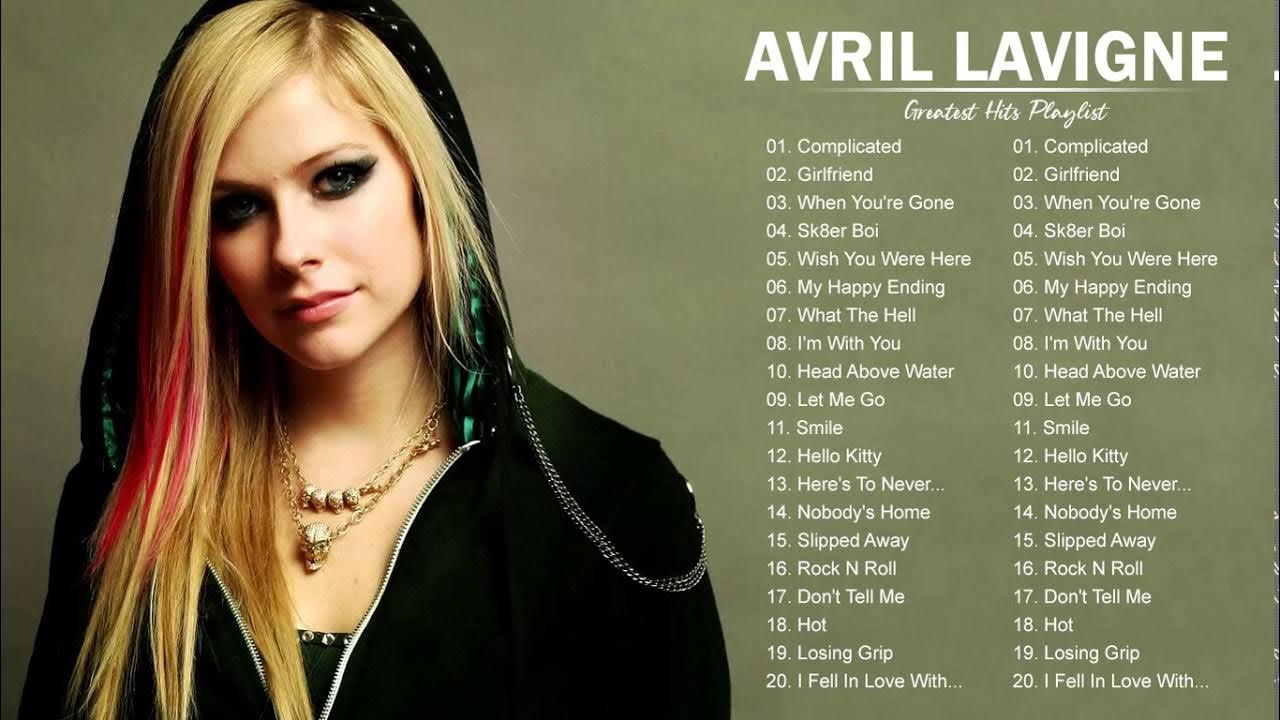 AVRIL LAVIGNE
Greatest Hits Playlist
01. Complicated
02. Girlfriend
03. When You're Gone
04. Sk8er Boi
05. Wish You Were Here
06. My Happy Ending
07. What The Hell
08. I'm With You
10. Head Above Water
09. Let Me Go
11. Smile
12. Hello Kitty
13. Here's To Never...
14. Nobody's Home
15. Slipped Away
16. Rock N Roll
17. Don't Tell Me
18. Hot
19. Losing Grip
20. I Fell In Love With...
01. Complicated
02. Girlfriend
03. When You're Gone
04. Sk8er Boi
05. Wish You Were Here
06. My Happy Ending
07. What The Hell
08. I'm With You
10. Head Above Water
09. Let Me Go
11. Smile
12. Hello Kitty
13. Here's To Never...
14. Nobody's Home
15. Slipped Away
16. Rock N Roll
17. Don't Tell Me
18. Hot
19. Losing Grip
20. I Fell In Love With...